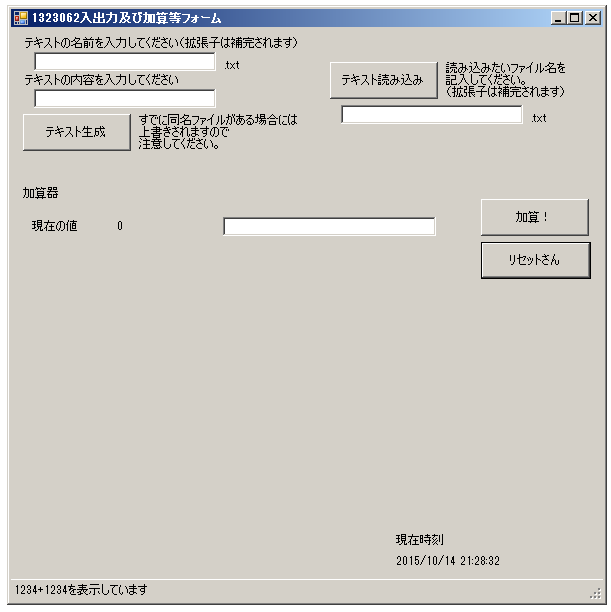 1323062入出力及び加算等フォーム
テキストの名前を入力してください(拡張子は補完されます)
.txt
テキストの内容を入力してください
テキスト生成
すでに同名ファイルがある場合には
上書きされますので
注意してください。
テキスト読み込み
読み込みたいファイル名を
記入してください。
(拡張子は補完されます)
.txt
加算器
現在の値 0
加算！
リセットさん
現在時刻
2015/10/14 21:28:32
1234+1234を表示しています